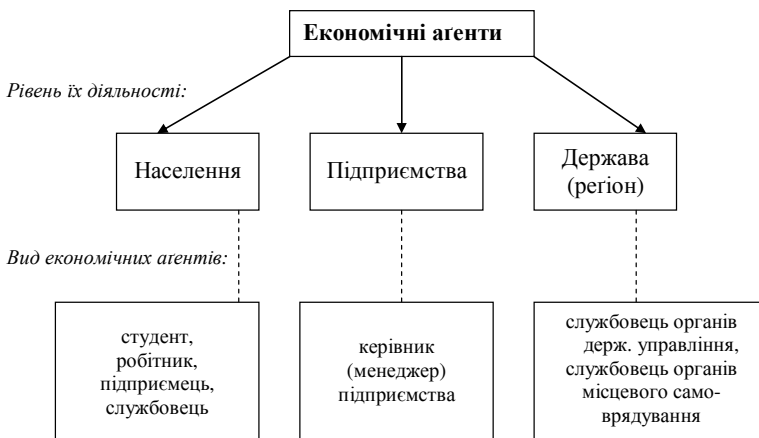 Економічні аґенти
Рівень їх діяльності:
Населення
Підприємства
Держава
(реґіон)
Вид економічних аґентів:
студент,
робітник,
підприємець,
службовець
керівник
(менеджер)
підприємства
службовець органів
держ. управління,
службовець органів
місцевого само-
врядування